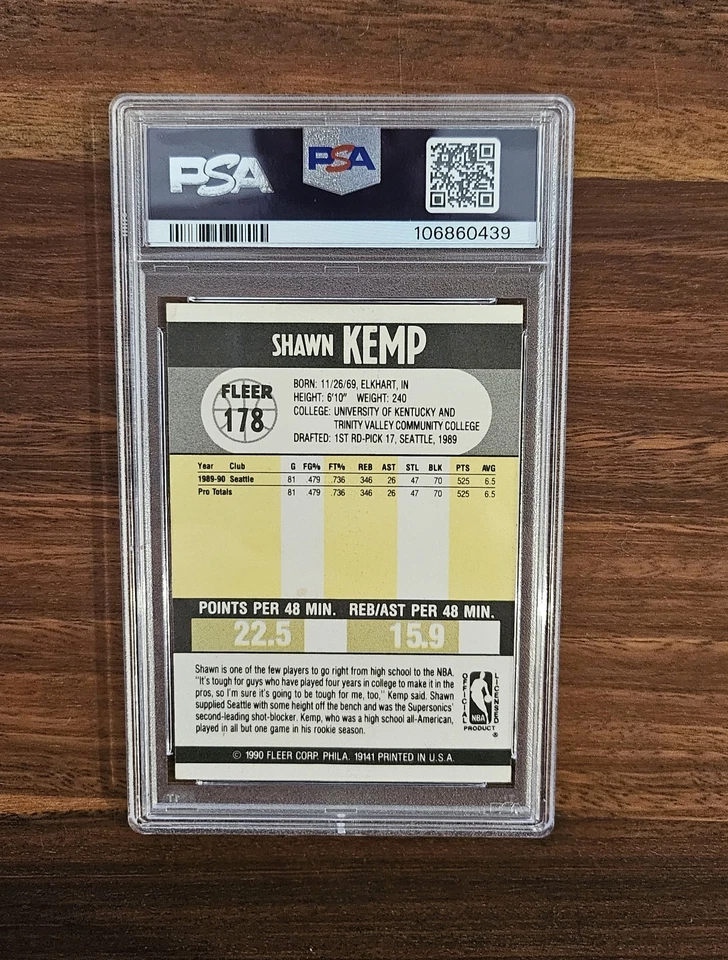 PSA
PSA
106860439
SHAWN KEMP
FLEER
178
BORN: 11/26/69, ELKHART, IN
HEIGHT: 6'10" WEIGHT: 240
COLLEGE: UNIVERSITY OF KENTUCKY AND
TRINITY VALLEY COMMUNITY COLLEGE
DRAFTED: 1ST RD-PICK 17, SEATTLE, 1989
Year Club G FG% FT% REB AST STL BLK PTS AVG
1989-90 Seattle 81 .479 .736 346 26 47 70 525 6.5
Pro Totals 81 .479 .736 346 26 47 70 525 6.5
POINTS PER 48 MIN. REB/AST PER 48 MIN.
22.5 15.9
Shawn is one of the few players to go right from high school to the NBA.
"It's tough for guys who have played four years in college to make it in the
pros, so I'm sure it's going to be tough for me, too," Kemp said. Shawn
supplied Seattle with some height off the bench and was the Supersonics'
second-leading shot-blocker. Kemp, who was a high school all-American,
played in all but one game in his rookie season.
OFFICIAL LICENSED
NBA
PRODUCT
®
© 1990 FLEER CORP. PHILA. 19141 PRINTED IN U.S.A.